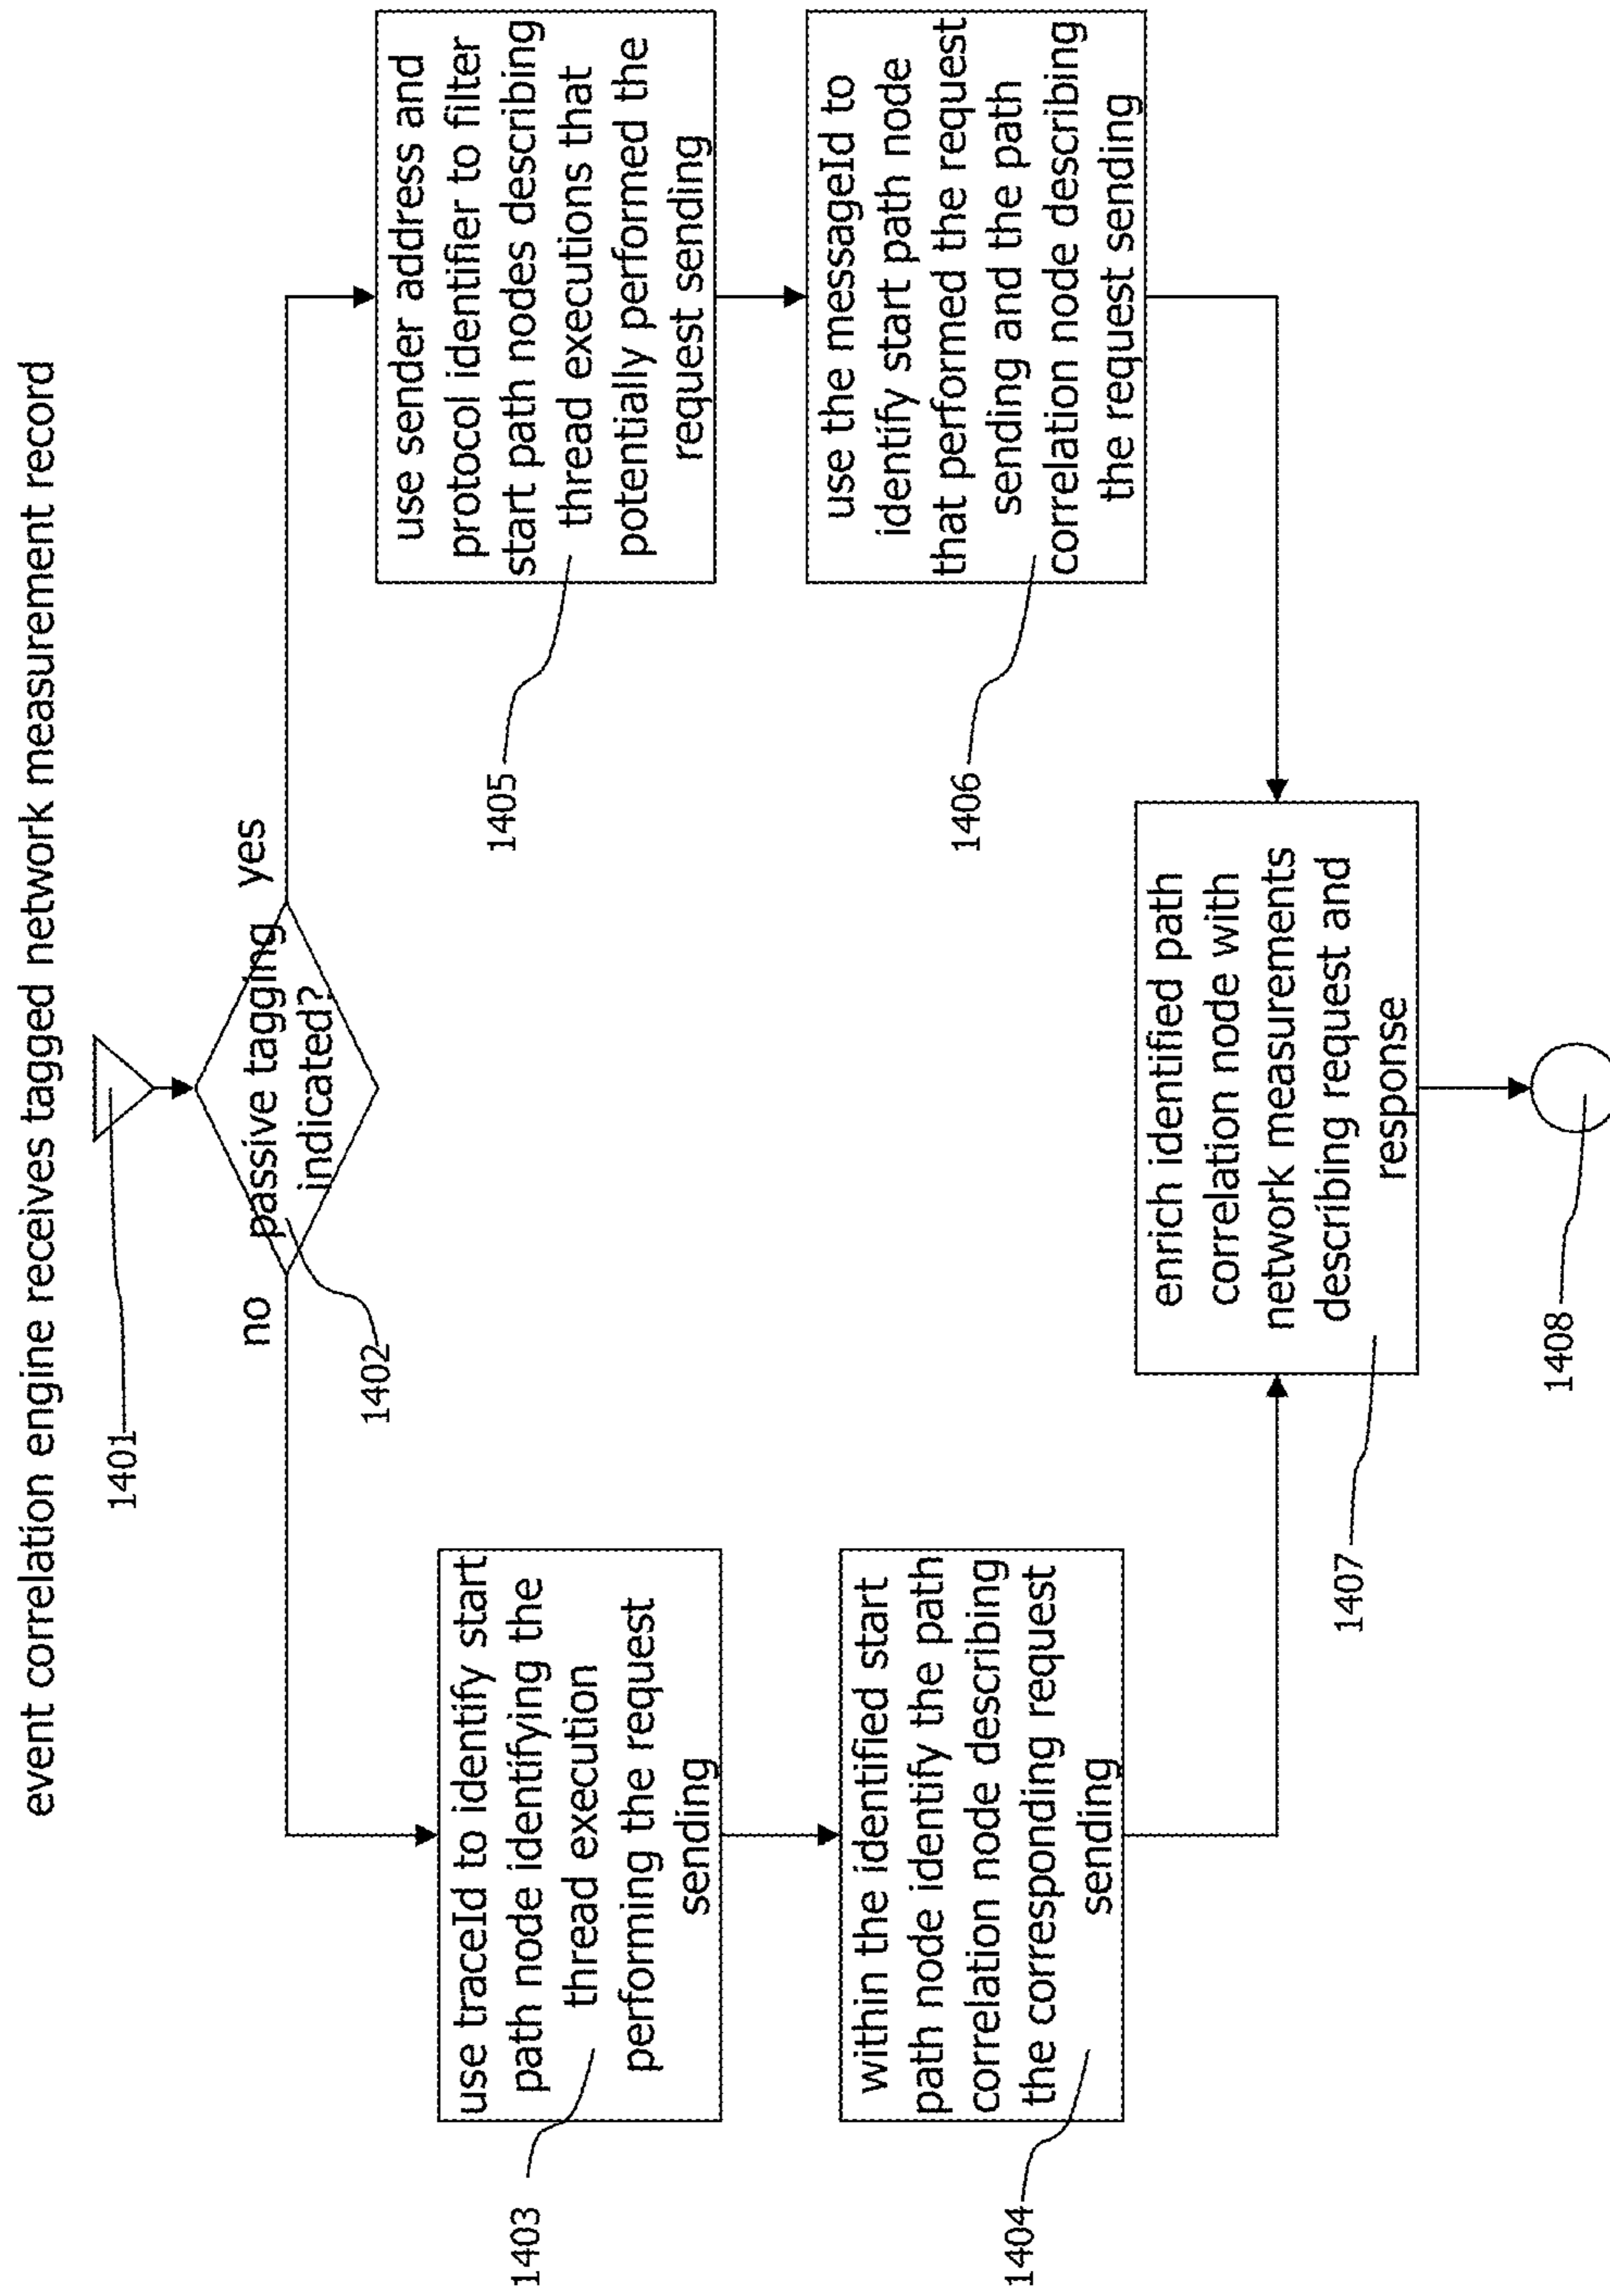 event correlation engine receives tagged network measurement record
1401
passive tagging
indicated?
1402
no
yes
use traceId to identify start
path node identifying the
thread execution
performing the request
sending
1403
within the identified start
path node identify the path
correlation node describing
the corresponding request
sending
1404
use sender address and
protocol identifier to filter
start path nodes describing
thread executions that
potentially performed the
request sending
1405
use the messageId to
identify start path node
that performed the request
sending and the path
correlation node describing
the request sending
1406
enrich identified path
correlation node with
network measurements
describing request and
response
1407
1408